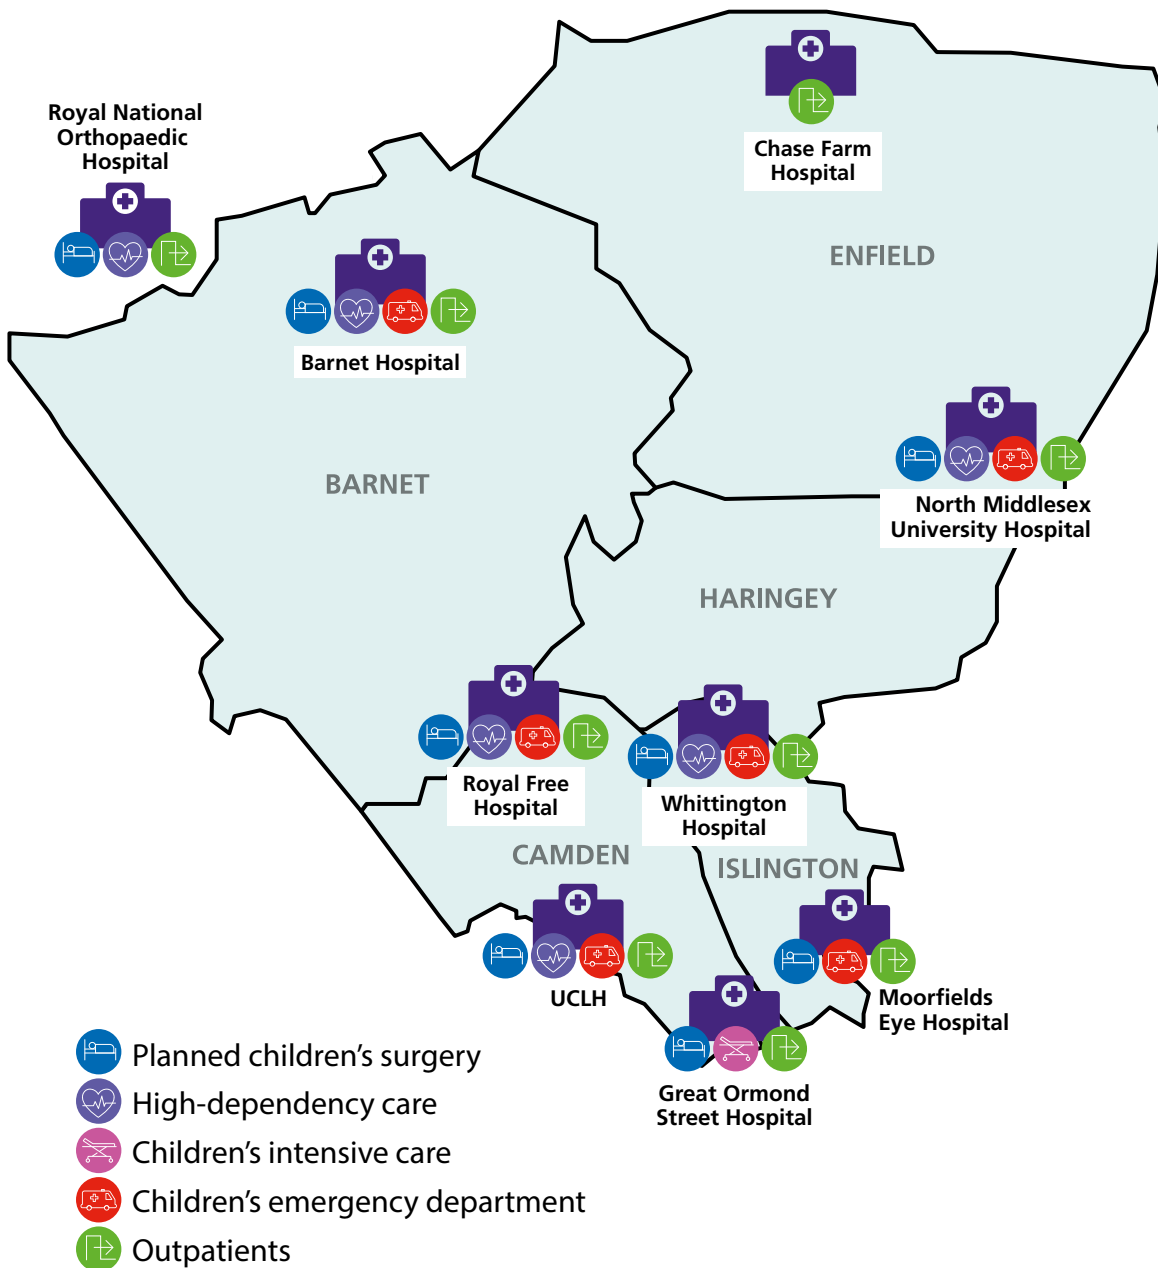 Royal National
Orthopaedic
Hospital
Chase Farm
Hospital
ENFIELD
Barnet Hospital
BARNET
North Middlesex
University Hospital
HARINGEY
Royal Free
Hospital
Whittington
Hospital
CAMDEN
ISLINGTON
UCLH
Moorfields
Eye Hospital
Great Ormond
Street Hospital
Planned children's surgery
High-dependency care
Children's intensive care
Children's emergency department
Outpatients